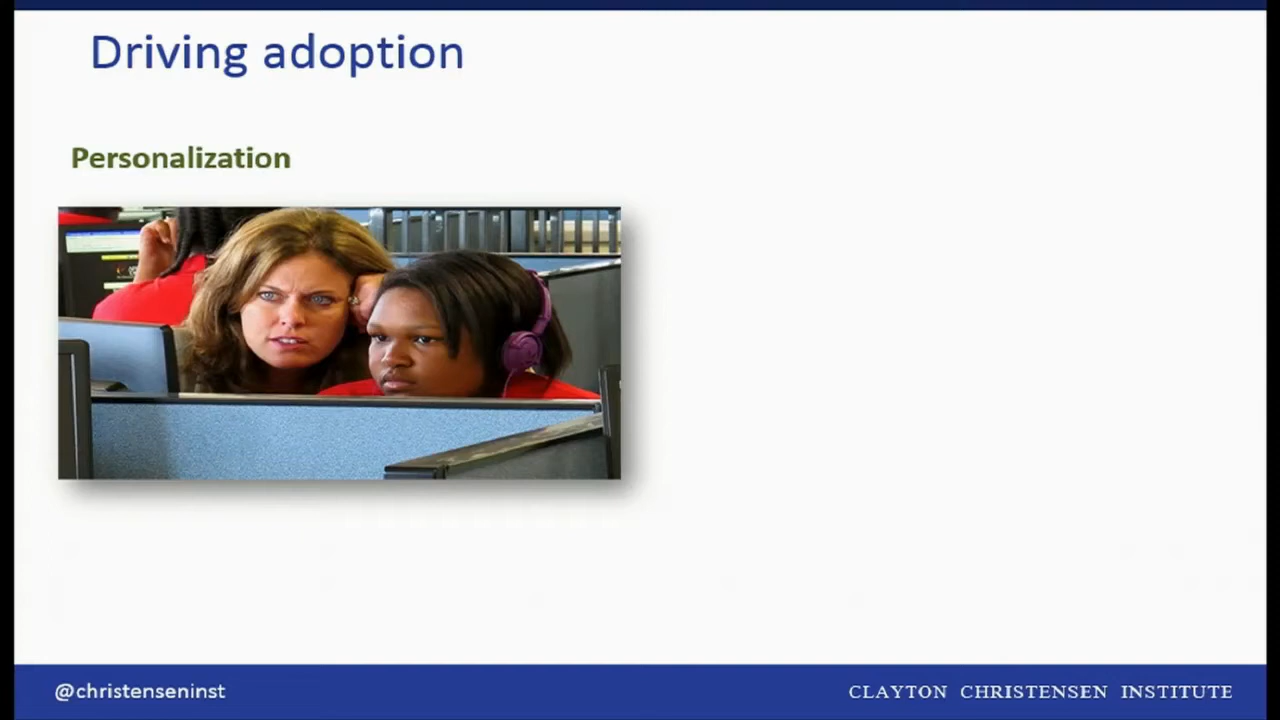 Driving adoption
Personalization
@christenseninst
CLAYTON CHRISTENSEN INSTITUTE